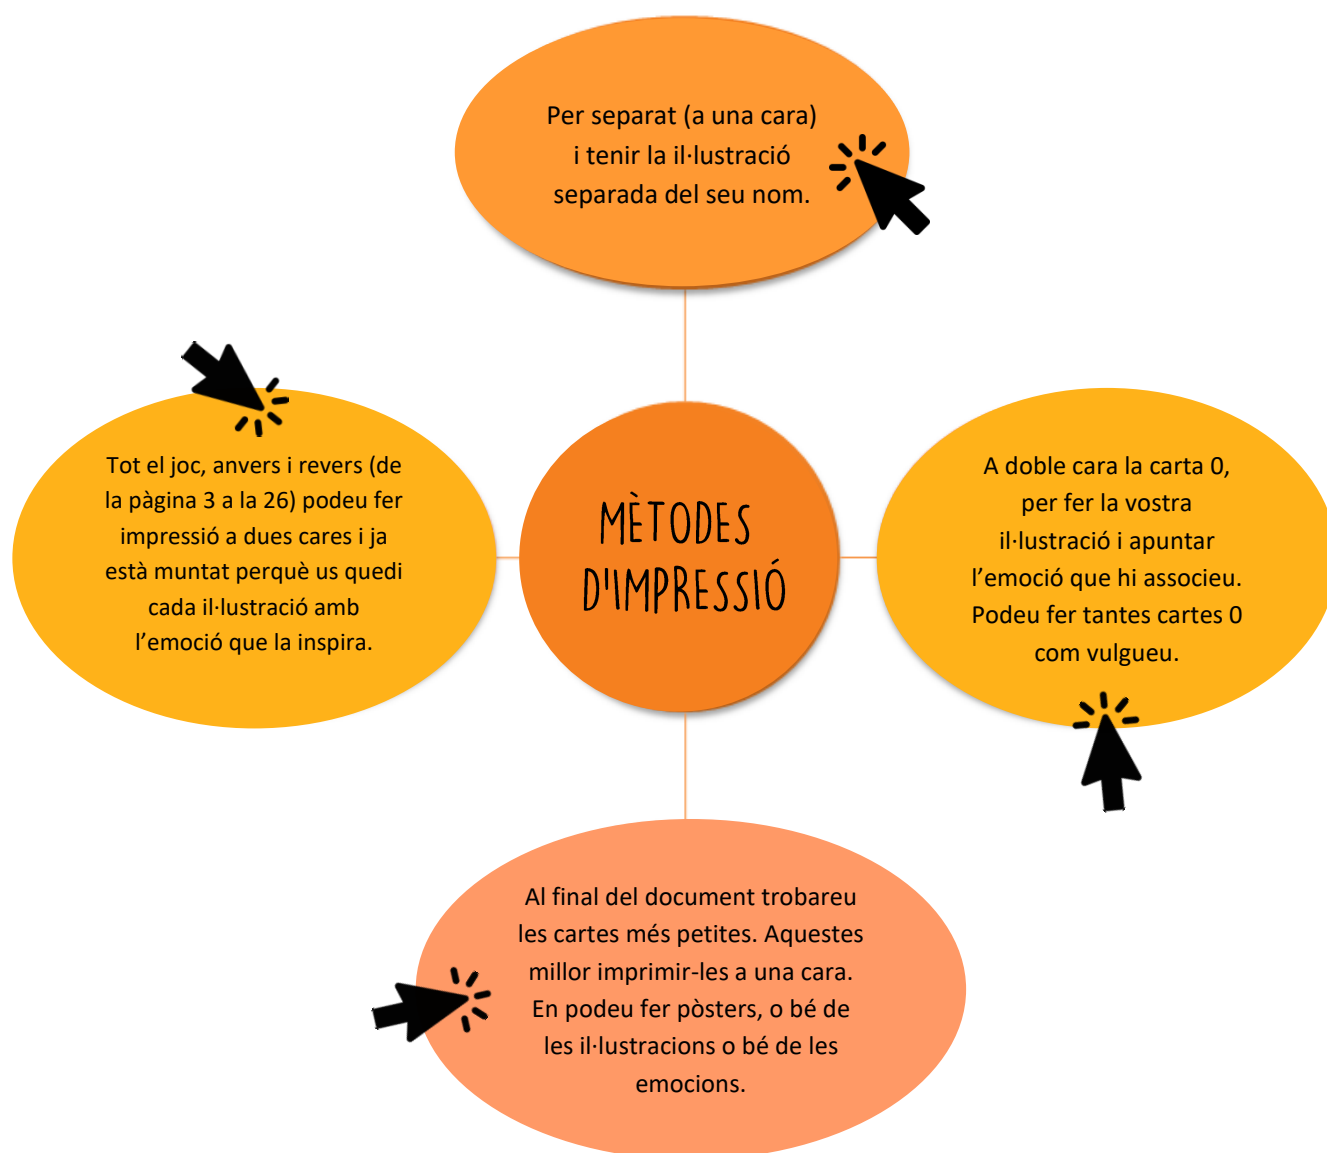 Per separat (a una cara)
i tenir la il·lustració
separada del seu nom.
Tot el joc, anvers i revers (de
la pàgina 3 a la 26) podeu fer
impressió a dues cares i ja
està muntat perquè us quedi
cada il·lustració amb
l’emoció que la inspira.
MÈTODES
D'IMPRESSIÓ
A doble cara la carta 0,
per fer la vostra
il·lustració i apuntar
l’emoció que hi associeu.
Podeu fer tantes cartes 0
com vulgueu.
Al final del document trobareu
les cartes més petites. Aquestes
millor imprimir-les a una cara.
En podeu fer pòsters, o bé de
les il·lustracions o bé de les
emocions.